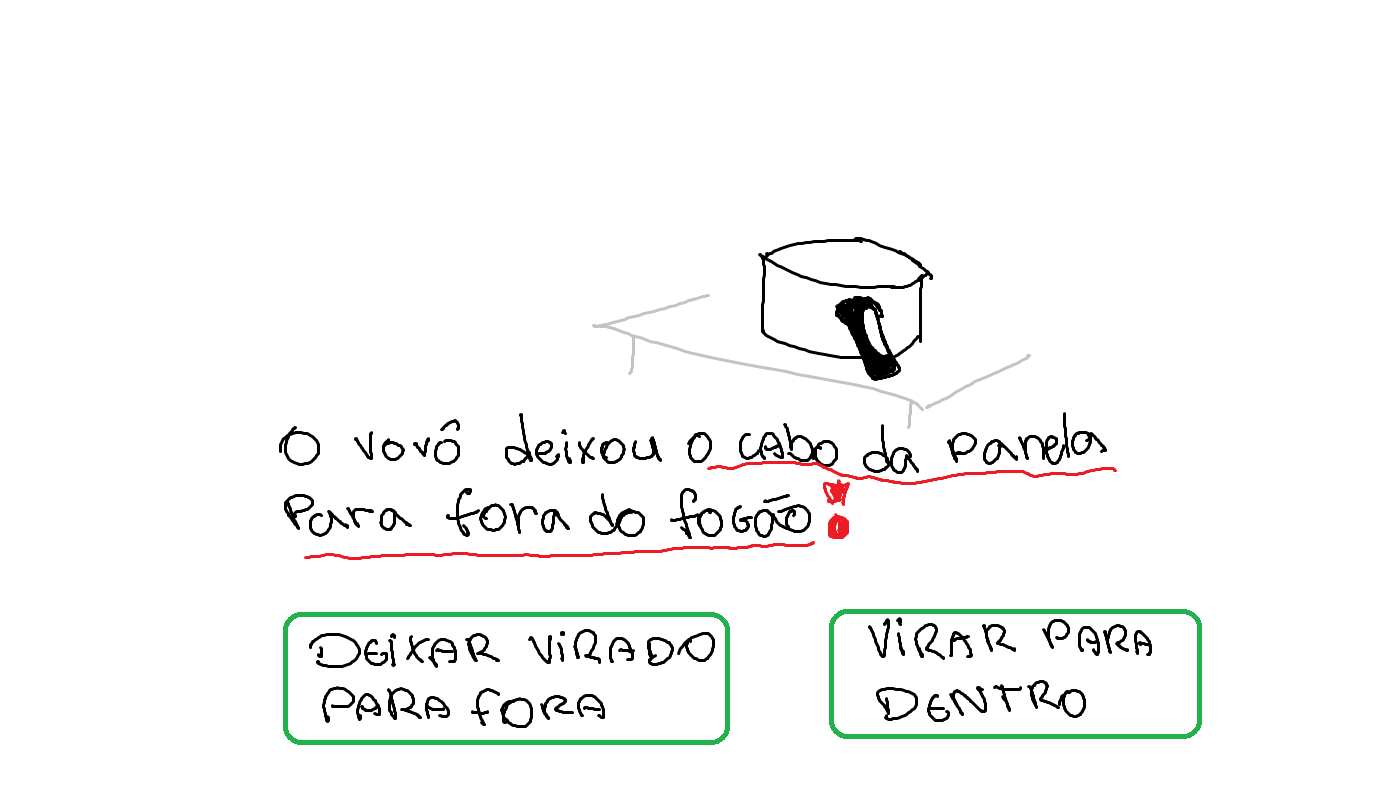 O vovô deixou o cabo da panela
Para fora do fogão!
DEiXAR ViRADO
PARA fORA
ViRAR PARA
DENTRO